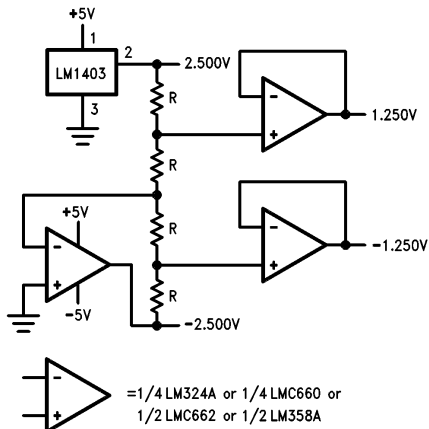 +5V
1
LM1403
2
2.500V
3
R
-
+
1.250V
R
+5V
-
+
-5V
R
-
+
-1.250V
R
-2.500V
-
+
=1/4 LM324A or 1/4 LMC660 or
1/2 LMC662 or 1/2 LM358A